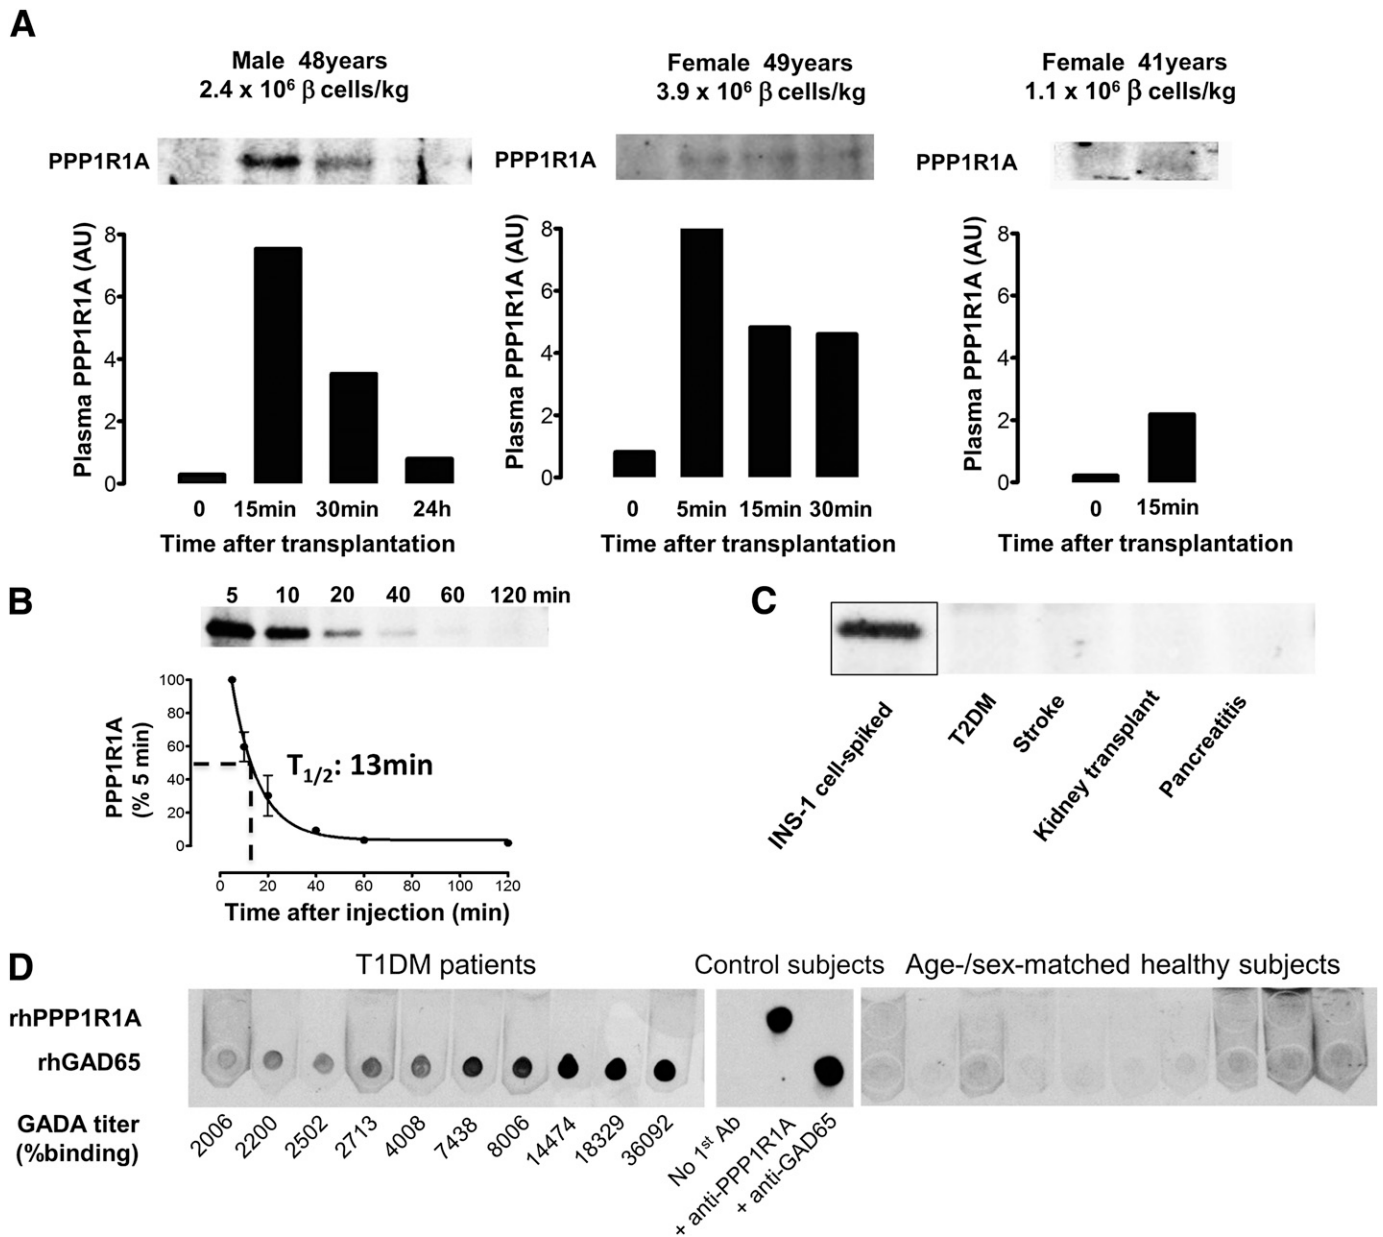 A
Male 48years
2.4 x 10⁶ β cells/kg
Female 49years
3.9 x 10⁶ β cells/kg
Female 41years
1.1 x 10⁶ β cells/kg
PPP1R1A
PPP1R1A
PPP1R1A
Plasma PPP1R1A (AU)
8
6
4
2
0
0 15min 30min 24h
Time after transplantation
Plasma PPP1R1A (AU)
8
6
4
2
0
0 5min 15min 30min
Time after transplantation
Plasma PPP1R1A (AU)
8
6
4
2
0
0 15min
Time after transplantation
B
5 10 20 40 60 120 min
PPP1R1A
(% 5 min)
100
80
60
40
20
0
T1/2: 13min
0 20 40 60 80 100 120
Time after injection (min)
C
INS-1 cell-spiked
T2DM
Stroke
Kidney transplant
Pancreatitis
D
T1DM patients
Control subjects
Age-/sex-matched healthy subjects
rhPPP1R1A
rhGAD65
GADA titer
(%binding)
2006
2200
2502
2713
4008
7438
8006
14474
18329
36092
No 1st Ab
+ anti-PPP1R1A
+ anti-GAD65